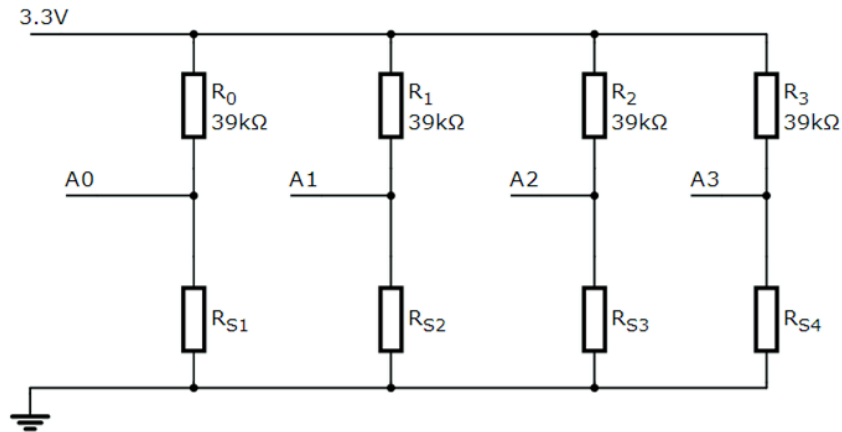 3.3V
R0
39kΩ
R1
39kΩ
R2
39kΩ
R3
39kΩ
A0
A1
A2
A3
RS1
RS2
RS3
RS4